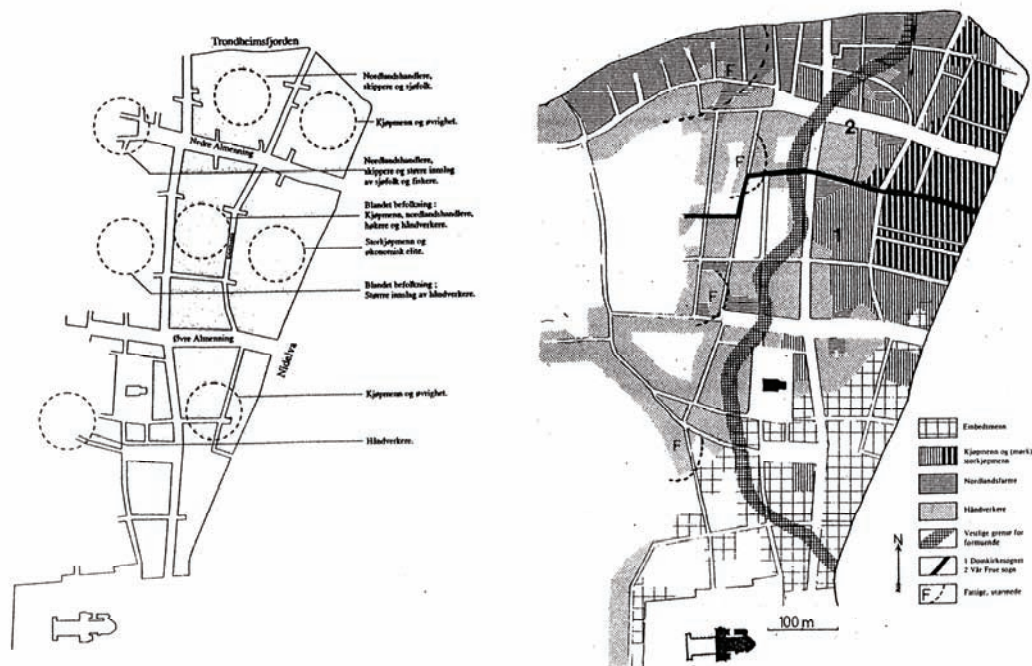 Trondheimsfjorden
Nordlandshandlere,
skippere og sjøfolk.
Kjøpmenn og øvrighet.
Nedre Almenning
Nordlandshandlere,
skippere og større innslag
av sjøfolk og fiskere.
Blandet befolkning :
Kjøpmenn, nordlandshandlere,
høkere og håndverkere.
Storkjøpmenn og
økonomisk elite.
Blandet befolkning ;
Større innslag av håndverkere.
Øvre Almenning
Nidelva
Kjøpmenn og øvrighet.
Håndverkere.
F
2
F
1
F
F
Embedsmenn
Kjøpmenn og (mørk)
storkjøpmenn
Nordlandsfarere
Håndverkere
Vestlige grense for
formuende
1 Domkirkesognet
2 Vår Frue sogn
F
Fattige, utarmede
N
100 m